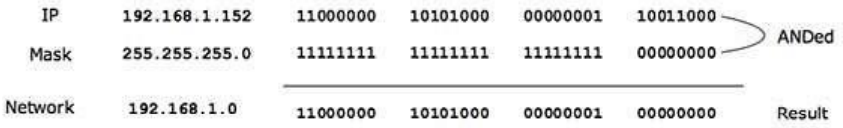 IP 192.168.1.152 11000000 10101000 00000001 10011000
ANDed
Mask 255.255.255.0 11111111 11111111 11111111 00000000
Network 192.168.1.0 11000000 10101000 00000001 00000000 Result